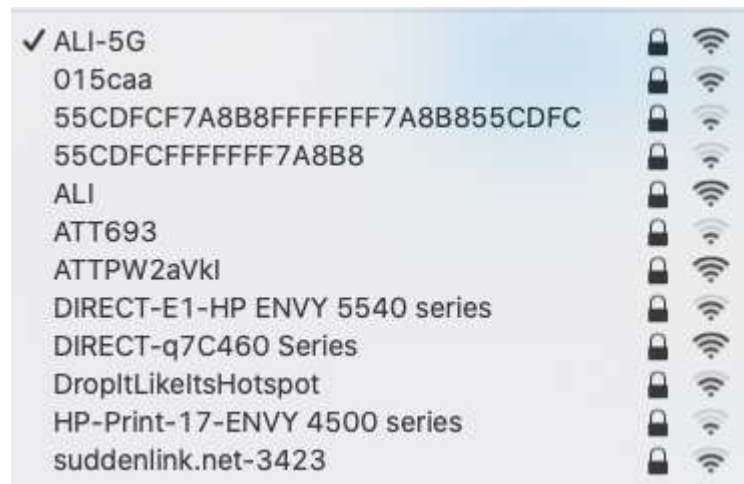 ✓ ALI-5G
015caa
55CDFCF7A8B8FFFFFFF7A8B855CDFC
55CDFCFFFFFFF7A8B8
ALI
ATT693
ATTPW2aVkI
DIRECT-E1-HP ENVY 5540 series
DIRECT-q7C460 Series
DropItLikeItsHotspot
HP-Print-17-ENVY 4500 series
suddenlink.net-3423